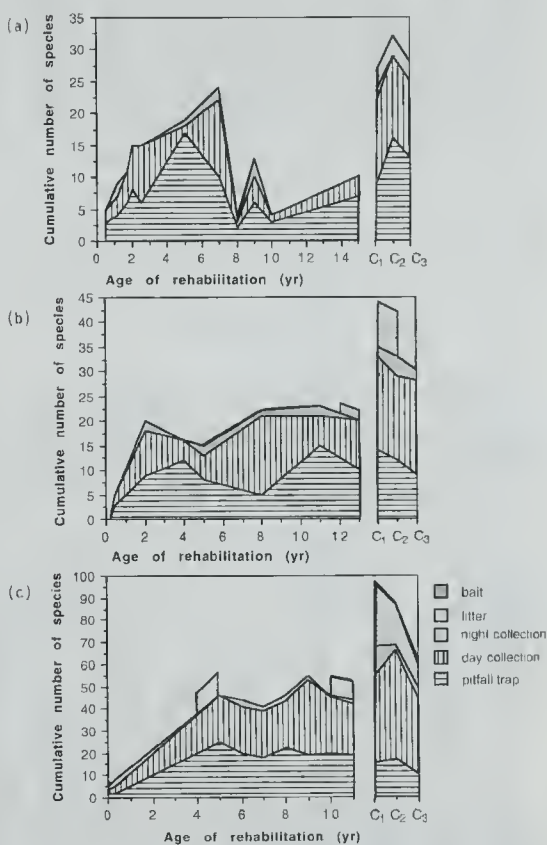 (a)
Cumulative number of species
35
30
25
20
15
10
5
0
0 2 4 6 8 10 12 14
C1 C2 C3
Age of rehabilitation (yr)
(b)
Cumulative number of species
45
40
35
30
25
20
15
10
5
0
0 2 4 6 8 10 12
C1 C2 C3
Age of rehabilitation (yr)
(c)
Cumulative number of species
100
90
80
70
60
50
40
30
20
10
0
0 2 4 6 8 10
C1 C2 C3
Age of rehabilitation (yr)
bait
litter
night collection
day collection
pitfall trap